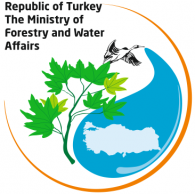 Republic of Turkey
The Ministry of
Forestry and Water
Affairs